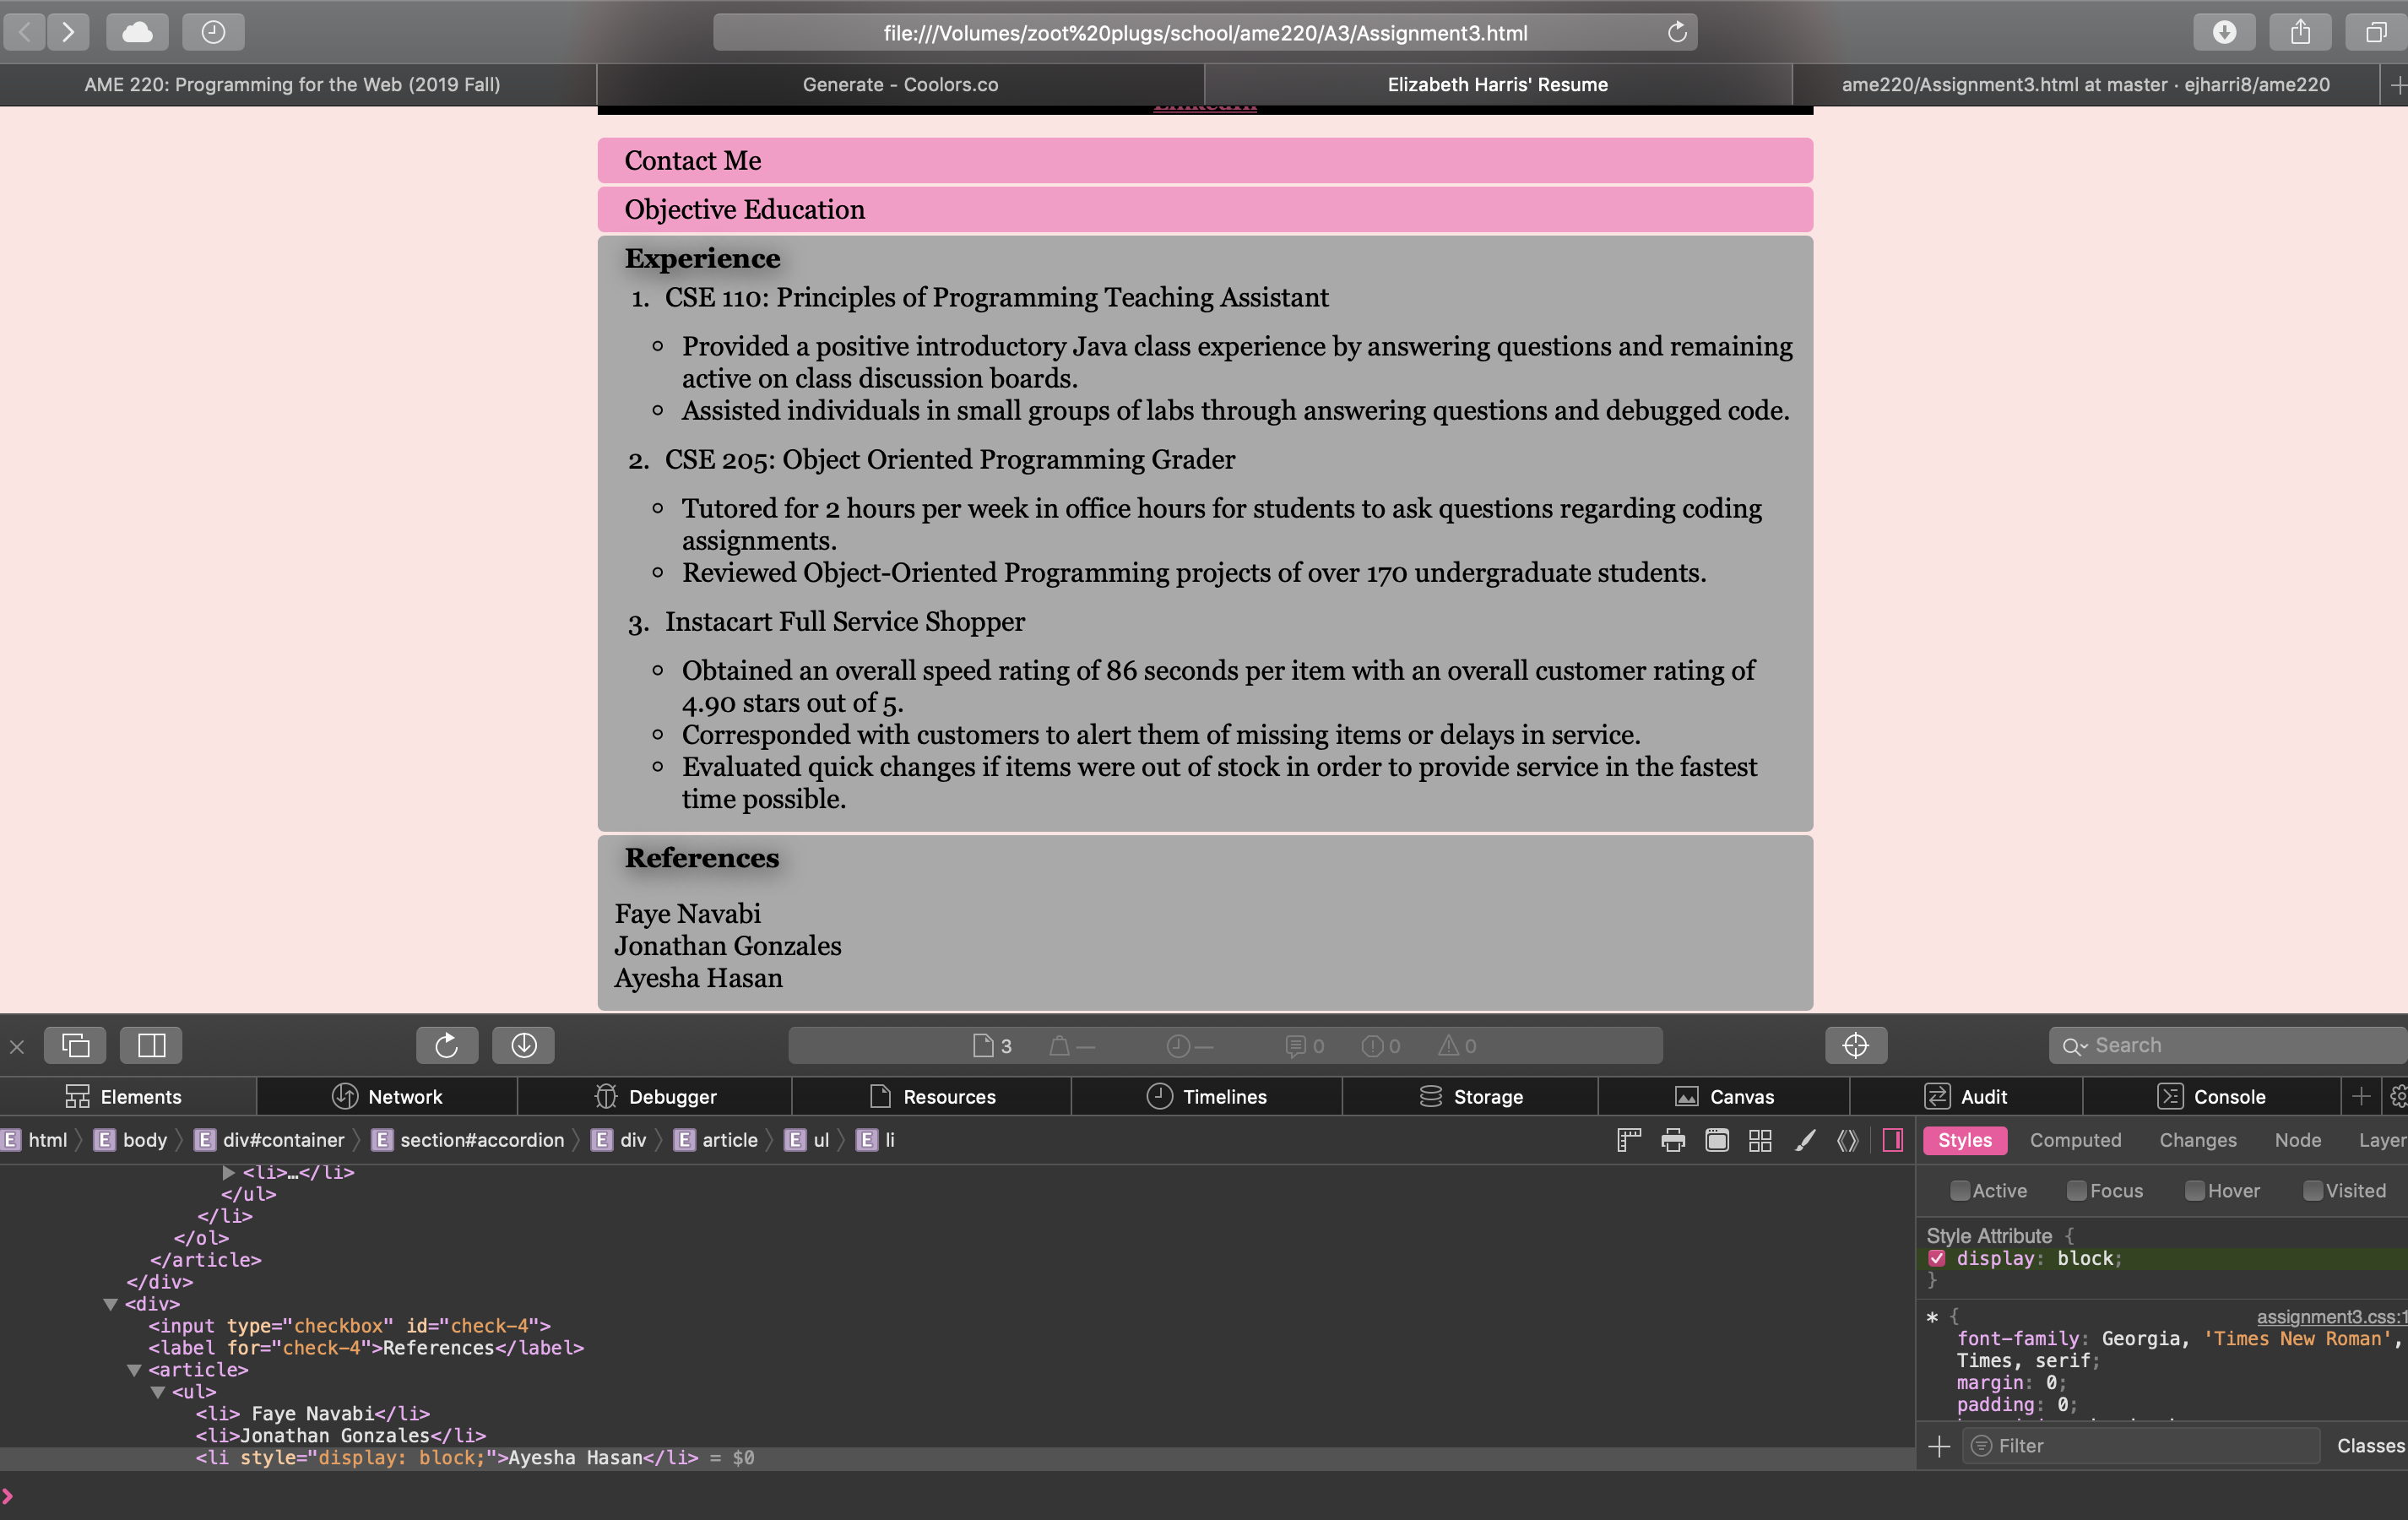 file:///Volumes/zoot%20plugs/school/ame220/A3/Assignment3.html
AME 220: Programming for the Web (2019 Fall)
Generate - Coolors.co
Elizabeth Harris' Resume
ame220/Assignment3.html at master · ejharri8/ame220
Contact Me
Objective Education
Experience
1. CSE 110: Principles of Programming Teaching Assistant
Provided a positive introductory Java class experience by answering questions and remaining
active on class discussion boards.
Assisted individuals in small groups of labs through answering questions and debugged code.
2. CSE 205: Object Oriented Programming Grader
Tutored for 2 hours per week in office hours for students to ask questions regarding coding
assignments.
Reviewed Object-Oriented Programming projects of over 170 undergraduate students.
3. Instacart Full Service Shopper
Obtained an overall speed rating of 86 seconds per item with an overall customer rating of
4.90 stars out of 5.
Corresponded with customers to alert them of missing items or delays in service.
Evaluated quick changes if items were out of stock in order to provide service in the fastest
time possible.
References
Faye Navabi
Jonathan Gonzales
Ayesha Hasan
3 — — 0 0 0
Search
Elements Network Debugger Resources Timelines Storage Canvas Audit Console
E html E body E div#container E section#accordion E div E article E ul E li
Styles Computed Changes Node Layer
<li>…</li>
</ul>
</li>
</ol>
</article>
</div>
<div>
<input type="checkbox" id="check-4">
<label for="check-4">References</label>
<article>
<ul>
<li> Faye Navabi</li>
<li>Jonathan Gonzales</li>
<li style="display: block;">Ayesha Hasan</li> = $0
Active Focus Hover Visited
Style Attribute {
display: block;
}
* { assignment3.css:1
font-family: Georgia, 'Times New Roman',
Times, serif;
margin: 0;
padding: 0;
Filter Classes